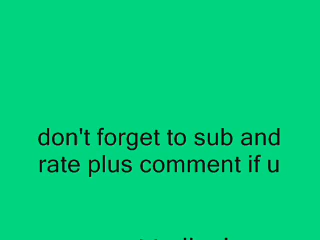 don't forget to sub and
rate plus comment if u